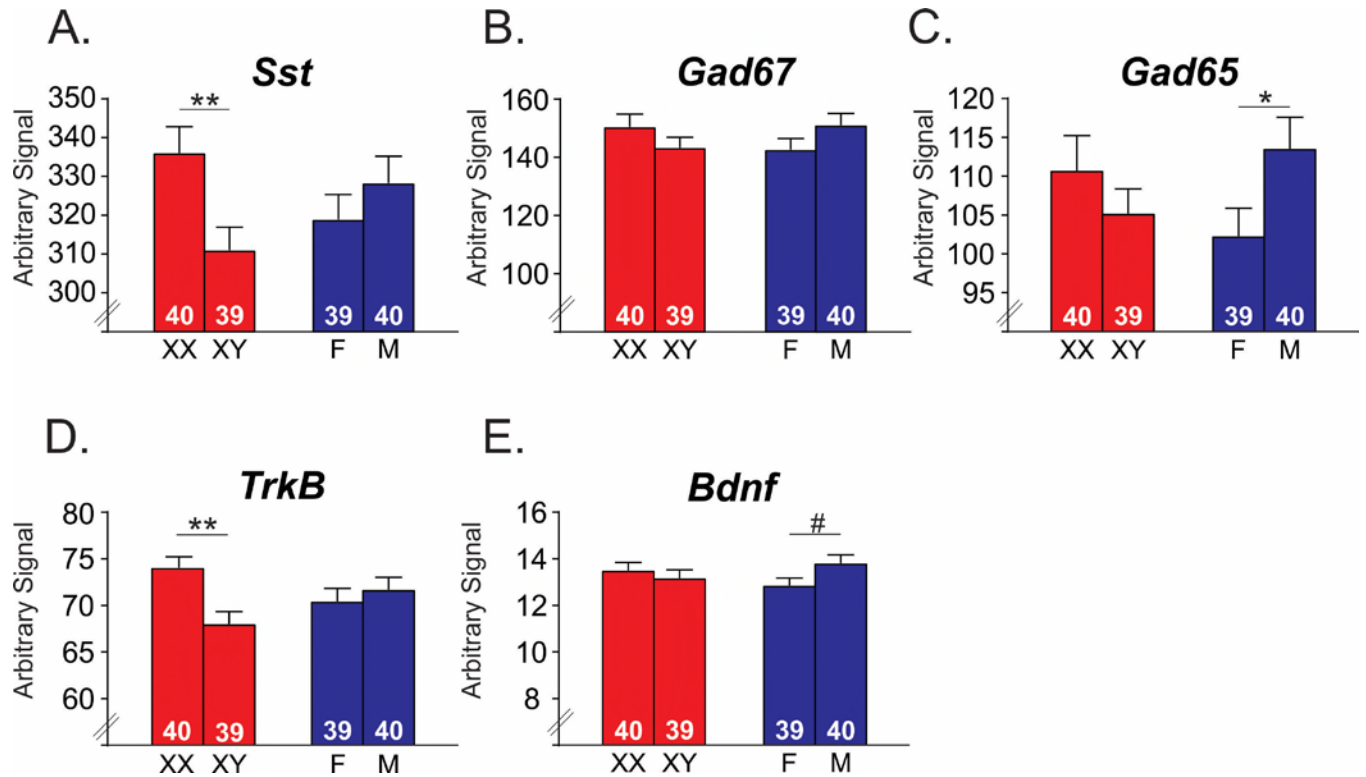 A.
Sst
Arbitrary Signal
350
340
330
320
310
300
**
40 39 39 40
XX XY F M
B.
Gad67
Arbitrary Signal
160
140
120
100
40 39 39 40
XX XY F M
C.
Gad65
Arbitrary Signal
120
115
110
105
100
95
*
40 39 39 40
XX XY F M
D.
TrkB
Arbitrary Signal
80
75
70
65
60
**
40 39 39 40
XX XY F M
E.
Bdnf
Arbitrary Signal
16
14
12
10
8
#
40 39 39 40
XX XY F M